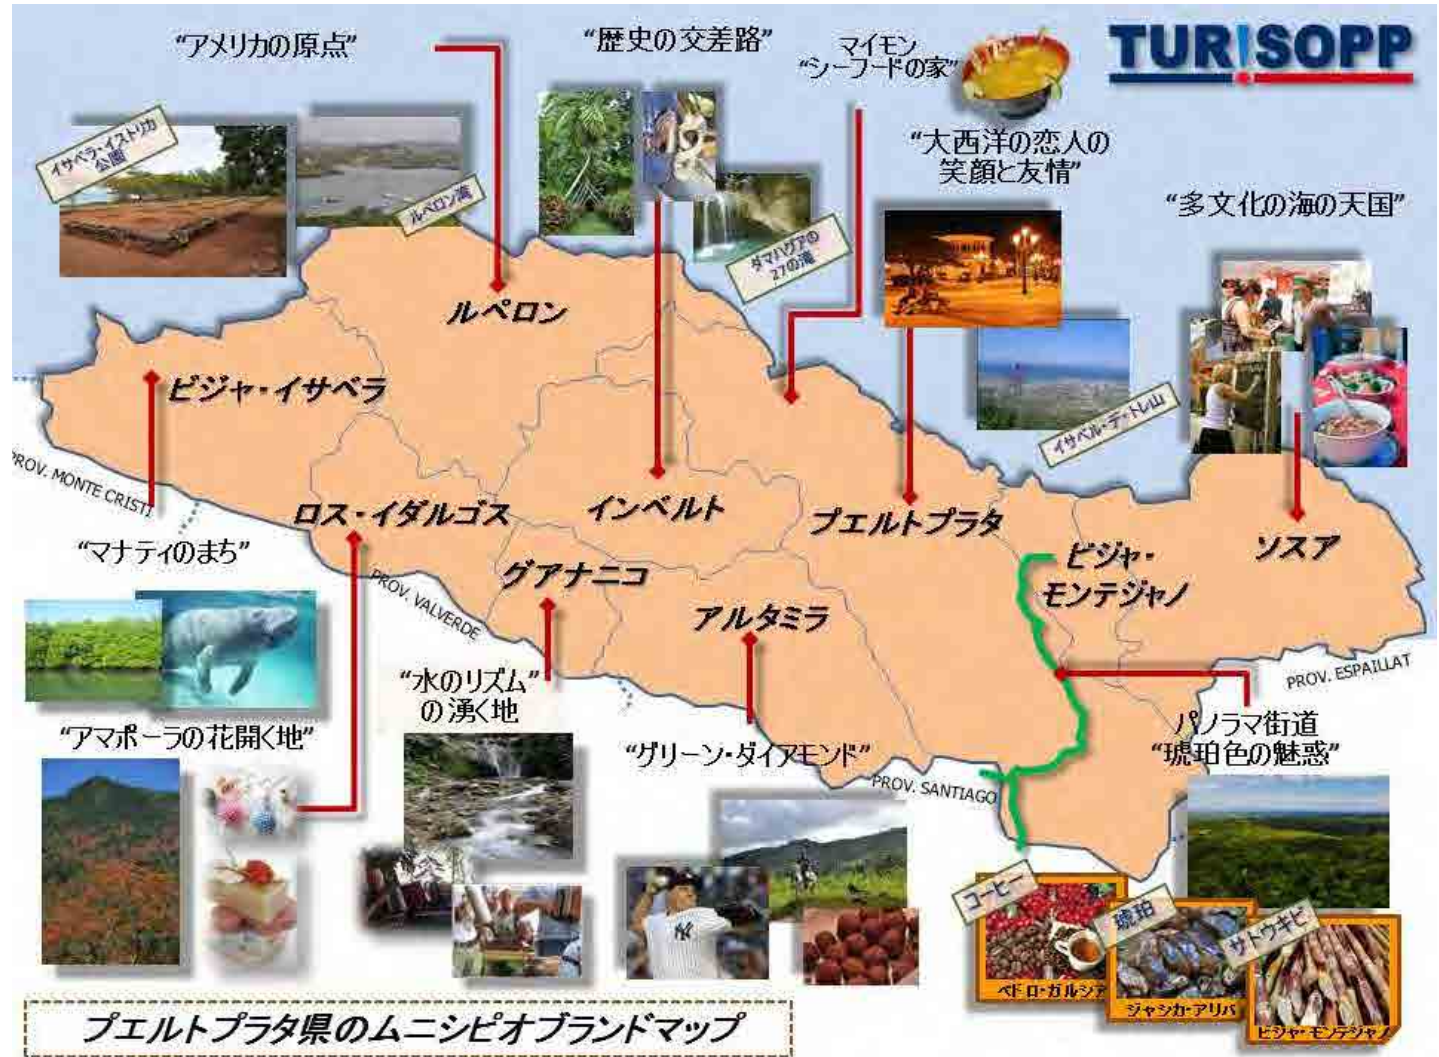 "アメリカの原点"
"歴史の交差路"
マイモン
"シーフードの家"
TURISOPP
"大西洋の恋人の
笑顔と友情"
"多文化の海の天国"
イサベラ・イストリカ
公園
ルペロン湾
ダマハグアの
27の滝
イサベル・デ・トレ山
ルペロン
ビジャ・イサベラ
ロス・イダルゴス
インベルト
プエルトプラタ
ビジャ・
モンテジャノ
ソスア
グアナニコ
アルタミラ
PROV. MONTE CRISTI
PROV. VALVERDE
PROV. SANTIAGO
PROV. ESPAILLAT
"マナティのまち"
"アマポーラの花開く地"
"水のリズム"
の湧く地
"グリーン・ダイアモンド"
パノラマ街道
"琥珀色の魅惑"
コーヒー
琥珀
サトウキビ
ペドロ・ガルシア
ジャシカ・アリバ
ビジャ・モンテジャノ
プエルトプラタ県のムニシピオブランドマップ